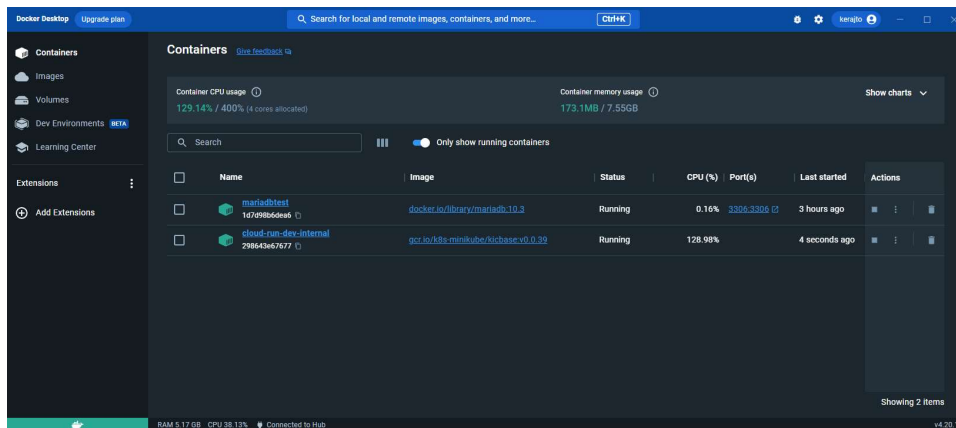 Docker Desktop Upgrade plan Search for local and remote images, containers, and more... Ctrl+K kerajlo
Containers
Images
Volumes
Dev Environments BETA
Learning Center
Extensions
Add Extensions
Containers Give feedback
Container CPU usage
129.14% / 400% (4 cores allocated)
Container memory usage
173.1MB / 7.55GB
Show charts
Search
Only show running containers
Name Image Status CPU (%) Port(s) Last started Actions
mariadbtest
1d7d98b6dea6
docker.io/library/mariadb:10.3 Running 0.16% 3306:3306 3 hours ago
cloud-run-dev-internal
298643e67677
gcr.io/k8s-minikube/kicbase:v0.0.39 Running 128.98% 4 seconds ago
Showing 2 items
RAM 5.17 GB CPU 38.13% Connected to Hub v4.20.